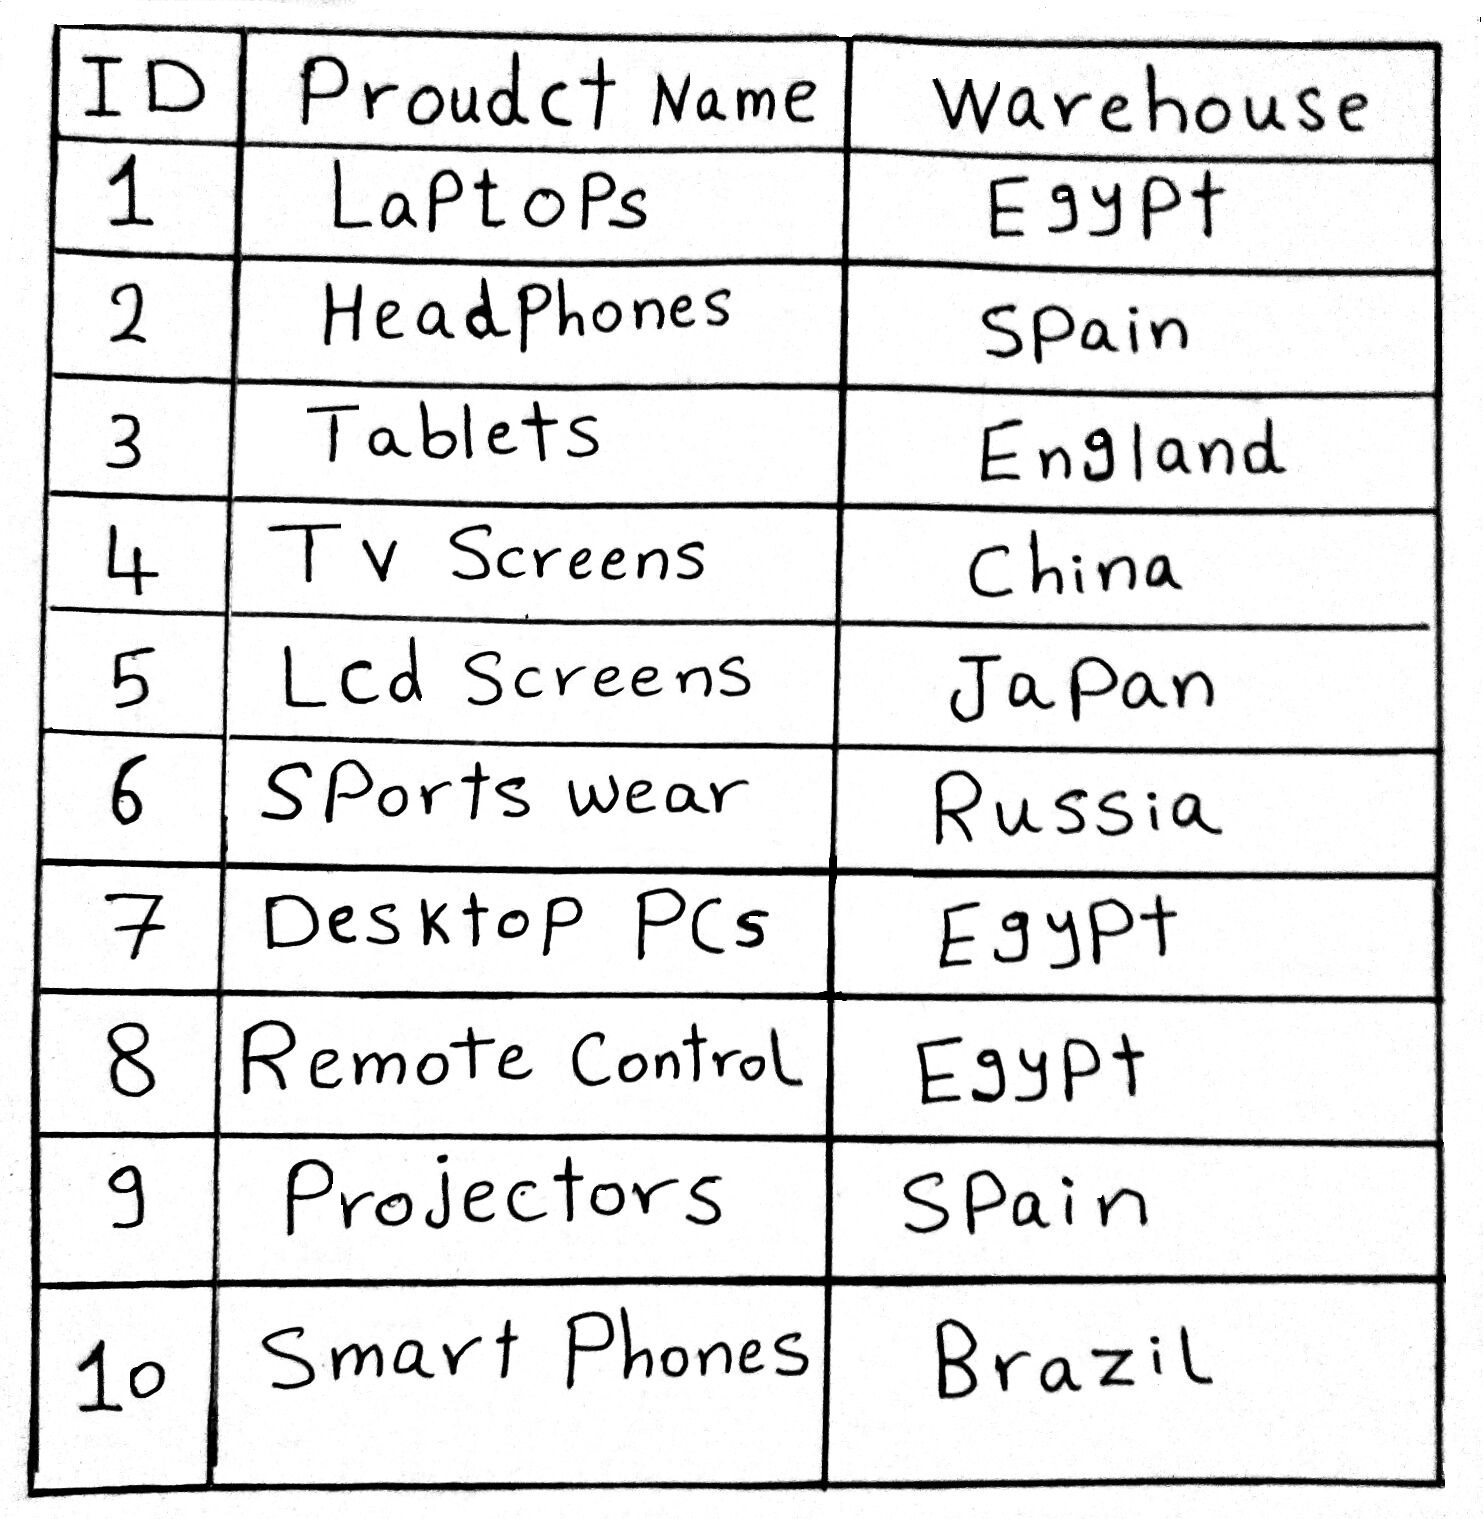 ID Proudct Name Warehouse
1 Laptops Egypt
2 Headphones Spain
3 Tablets England
4 Tv Screens China
5 Lcd Screens Japan
6 Sports wear Russia
7 Desktop PCs Egypt
8 Remote Control Egypt
9 Projectors Spain
10 Smart Phones Brazil